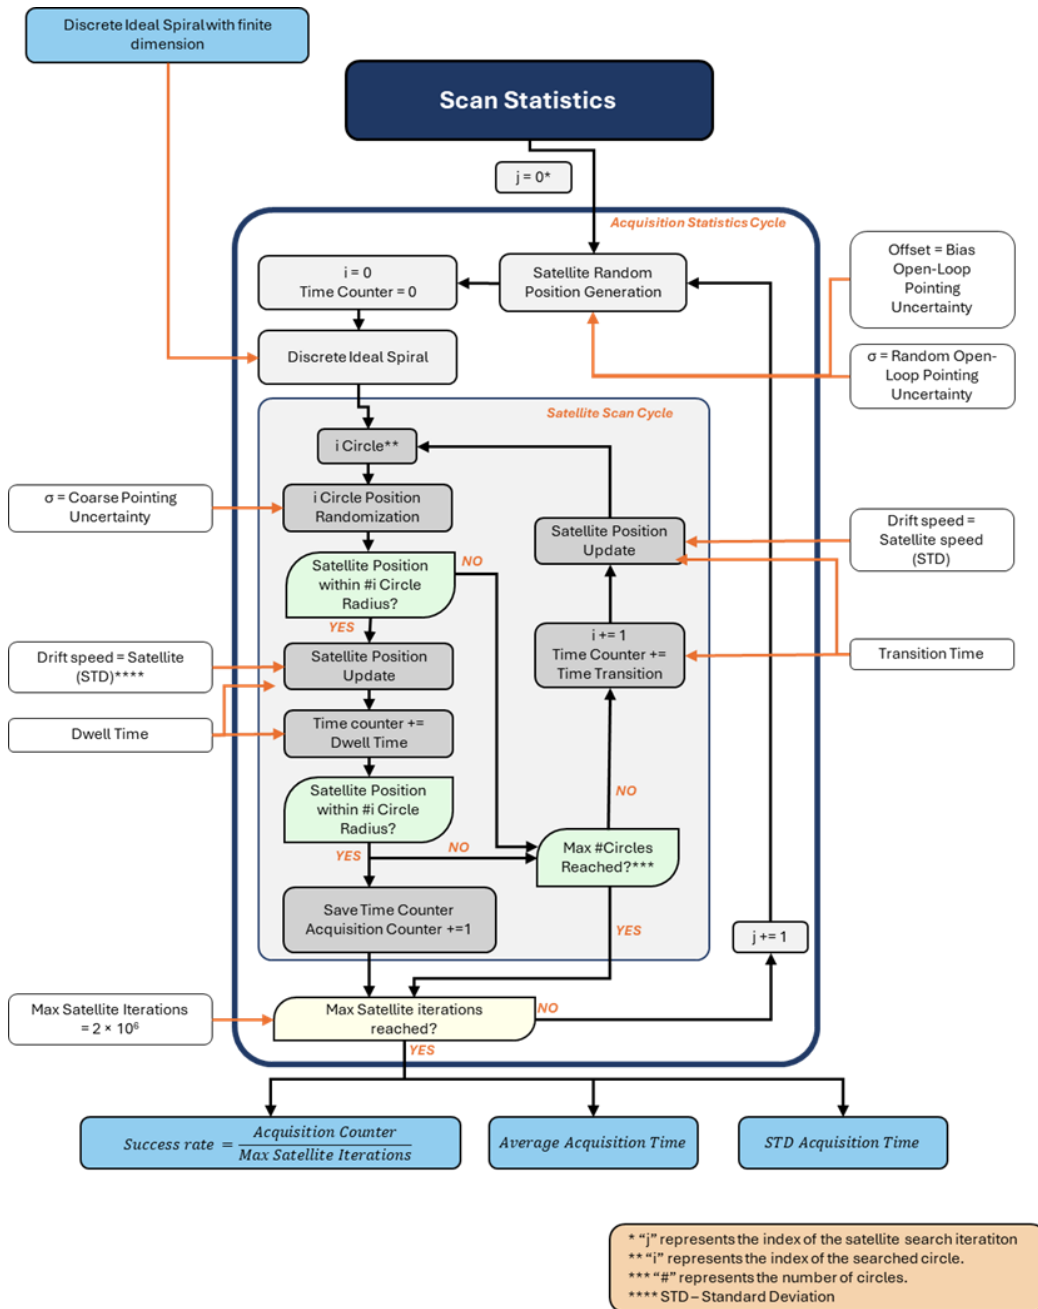 Discrete Ideal Spiral with finite
dimension
Scan Statistics
j = 0*
Acquisition Statistics Cycle
Offset = Bias
Open-Loop
Pointing
Uncertainty
i = 0
Time Counter = 0
Satellite Random
Position Generation
Discrete Ideal Spiral
σ = Random Open-
Loop Pointing
Uncertainty
Satellite Scan Cycle
i Circle**
σ = Coarse Pointing
Uncertainty
i Circle Position
Randomization
Satellite Position
Update
Drift speed =
Satellite speed
(STD)
Satellite Position
within #i Circle
Radius?
NO
YES
Drift speed = Satellite
(STD)****
Satellite Position
Update
i += 1
Time Counter +=
Time Transition
Transition Time
Dwell Time
Time counter +=
Dwell Time
Satellite Position
within #i Circle
Radius?
NO
YES
NO
Max #Circles
Reached?***
Save Time Counter
Acquisition Counter +=1
YES
j += 1
Max Satellite Iterations
= 2 × 10⁶
Max Satellite iterations
reached?
NO
YES
Success rate = Acquisition Counter / Max Satellite Iterations
Average Acquisition Time
STD Acquisition Time
* “j” represents the index of the satellite search iteratiton
** “i” represents the index of the searched circle.
*** “#” represents the number of circles.
**** STD – Standard Deviation